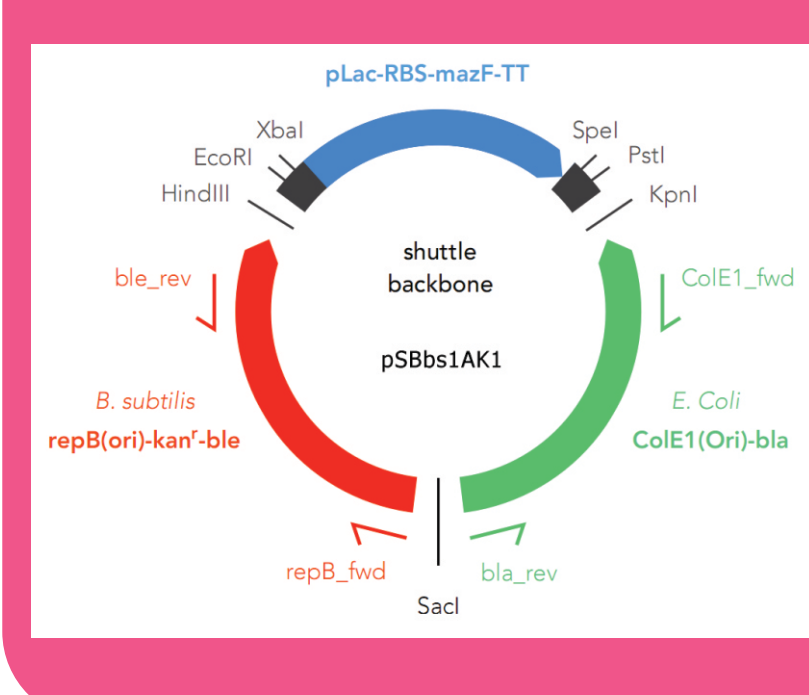 pLac-RBS-mazF-TT
XbaI
SpeI
EcoRI
PstI
HindIII
KpnI
shuttle
backbone
ble_rev
ColE1_fwd
pSBbs1AK1
B. subtilis
E. Coli
repB(ori)-kanʳ-ble
ColE1(Ori)-bla
repB_fwd
bla_rev
SacI